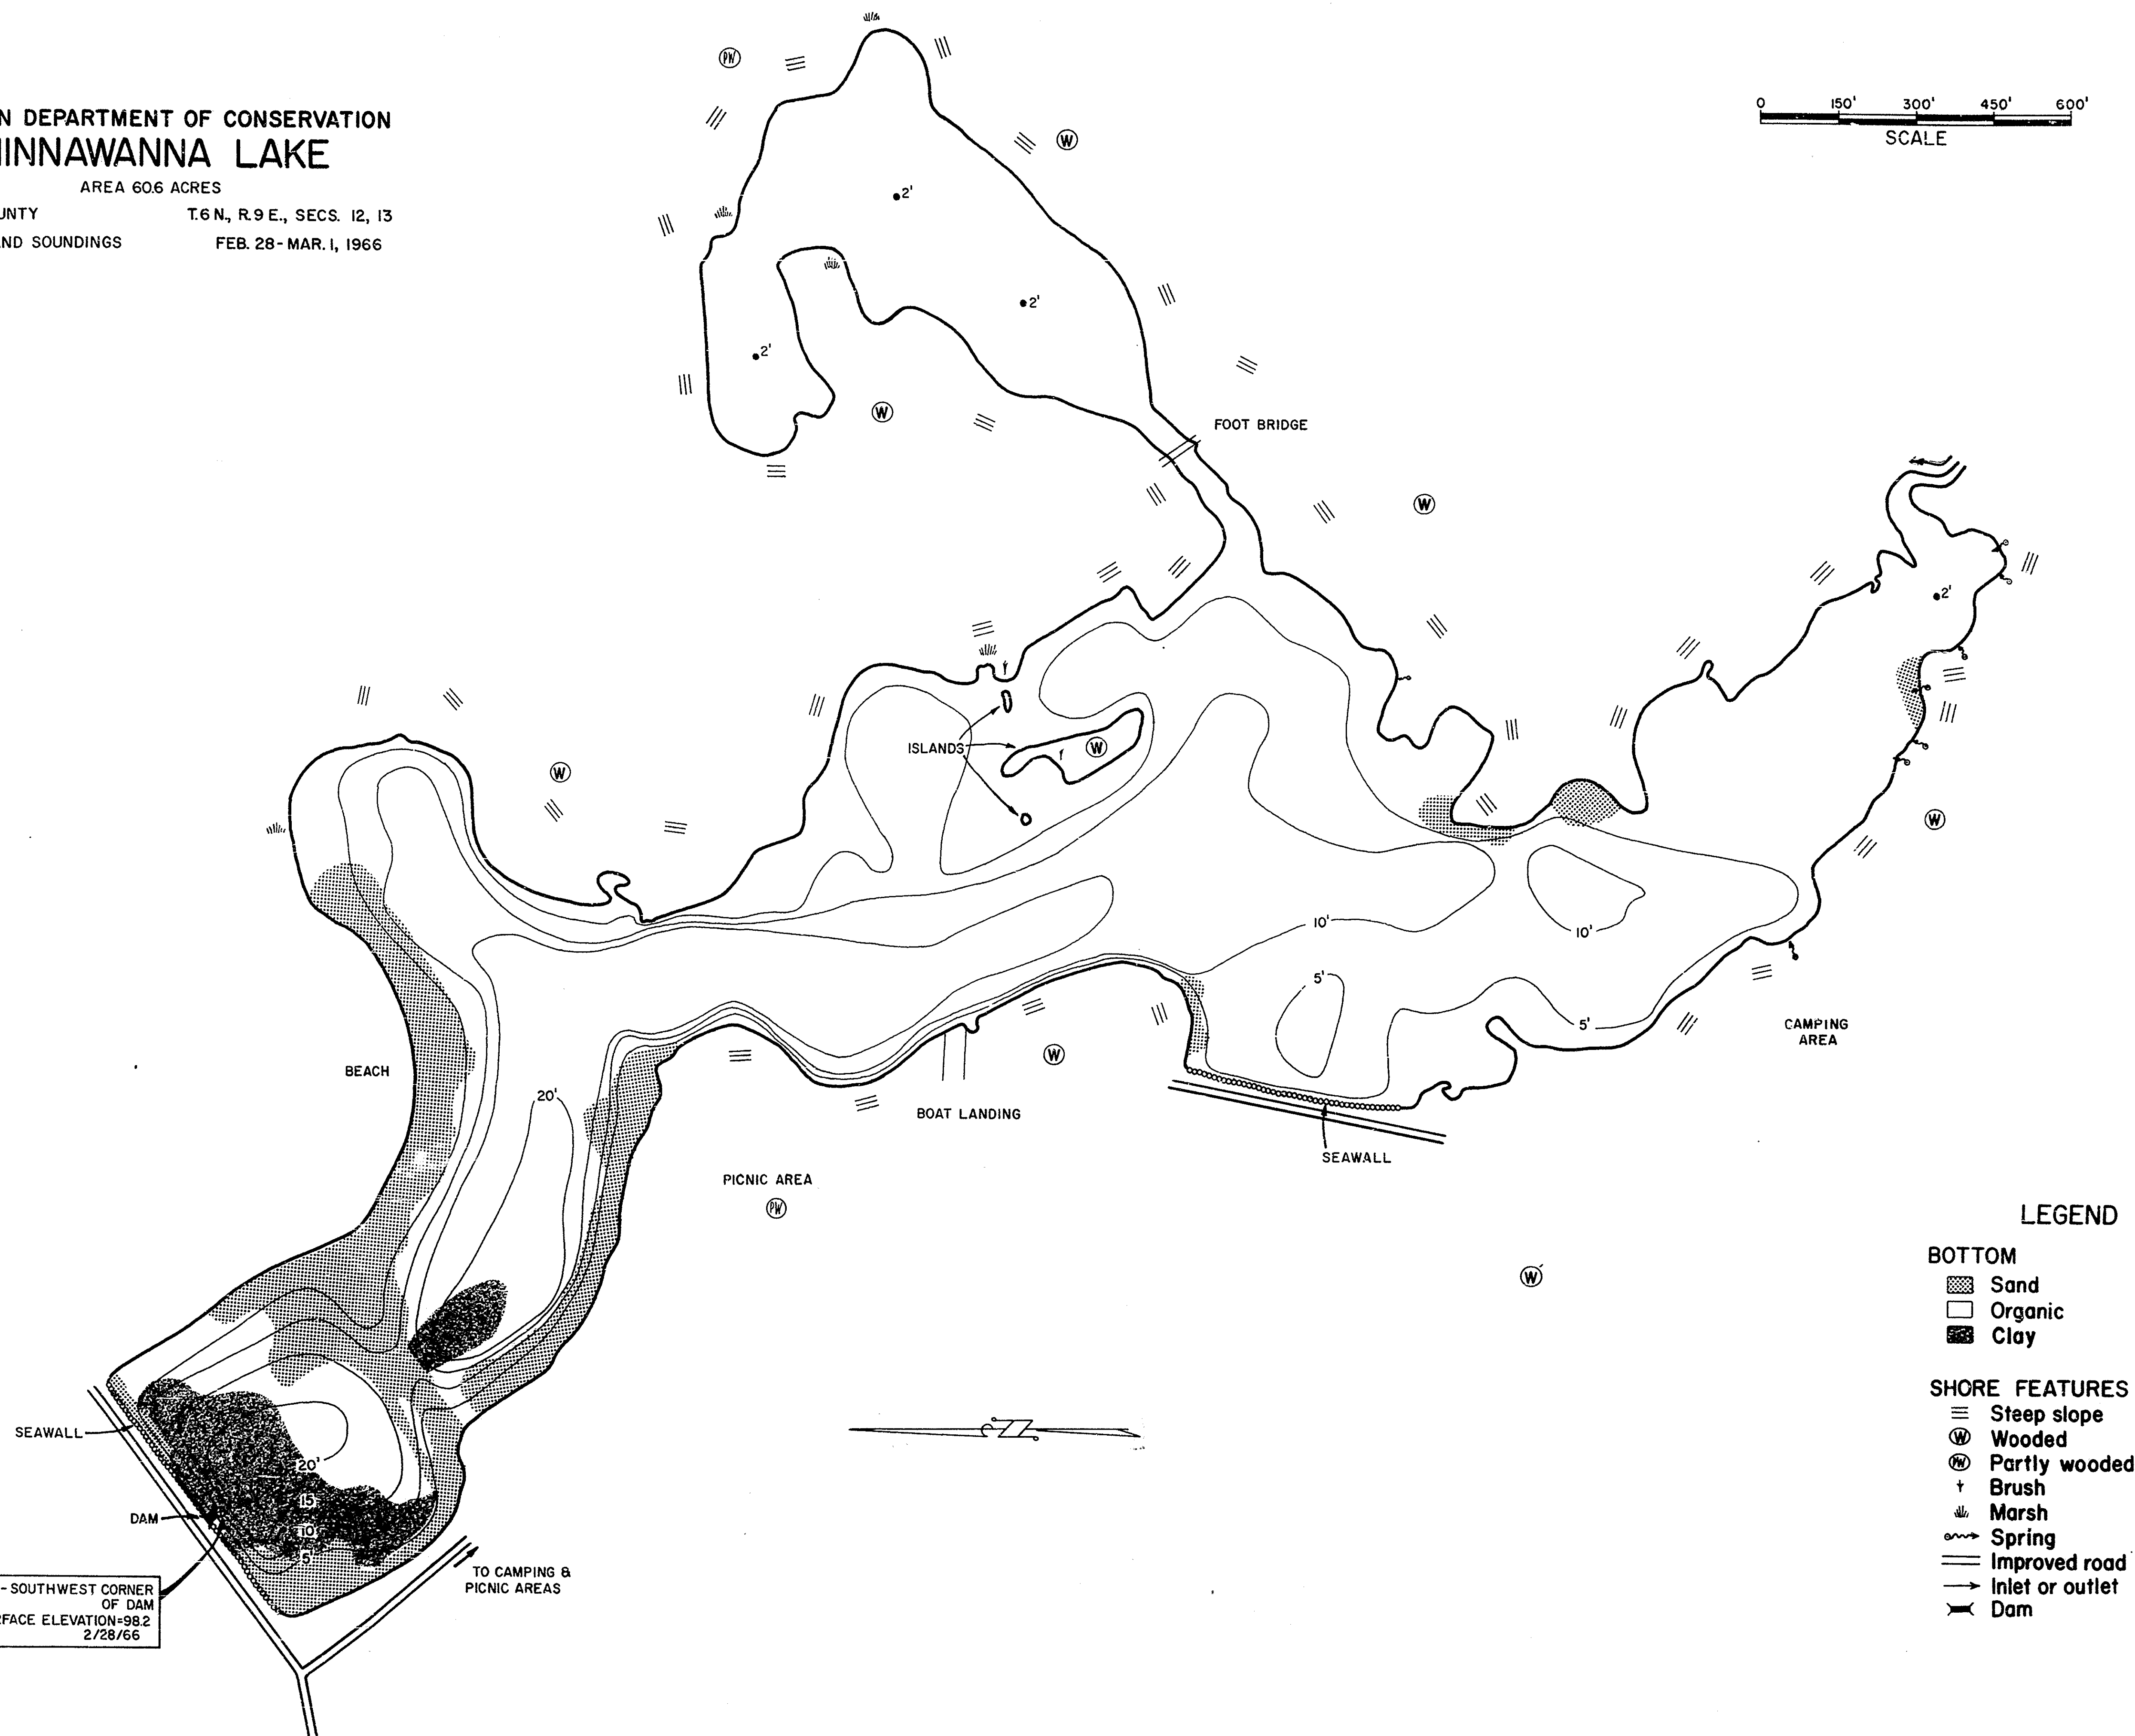 N DEPARTMENT OF CONSERVATION
INNAWANNA LAKE
AREA 60.6 ACRES
UNTY T.6 N., R.9 E., SECS. 12, 13
ND SOUNDINGS FEB. 28-MAR. 1, 1966
0 150' 300' 450' 600'
SCALE
PW
W
2'
2'
2'
W
FOOT BRIDGE
W
2'
ISLANDS
W
W
W
10'
10'
5'
5'
CAMPING
AREA
BEACH
W
20'
BOAT LANDING
SEAWALL
PICNIC AREA
PW
W
SEAWALL
20'
15
10
5'
DAM
TO CAMPING &
PICNIC AREAS
- SOUTHWEST CORNER
OF DAM
RFACE ELEVATION=98.2
2/28/66
LEGEND
BOTTOM
Sand
Organic
Clay
SHORE FEATURES
Steep slope
W Wooded
PW Partly wooded
Brush
Marsh
Spring
Improved road
Inlet or outlet
Dam